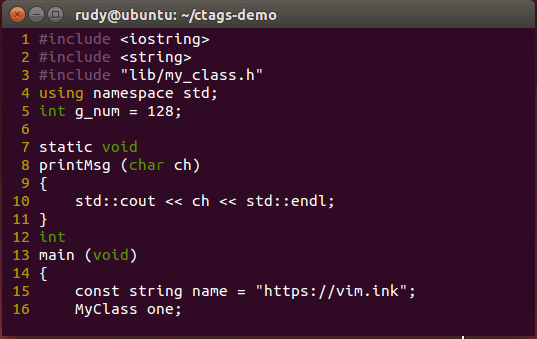 rudy@ubuntu: ~/ctags-demo
1 #include <iostring>
2 #include <string>
3 #include "lib/my_class.h"
4 using namespace std;
5 int g_num = 128;
6
7 static void
8 printMsg (char ch)
9 {
10     std::cout << ch << std::endl;
11 }
12 int
13 main (void)
14 {
15     const string name = "https://vim.ink";
16     MyClass one;